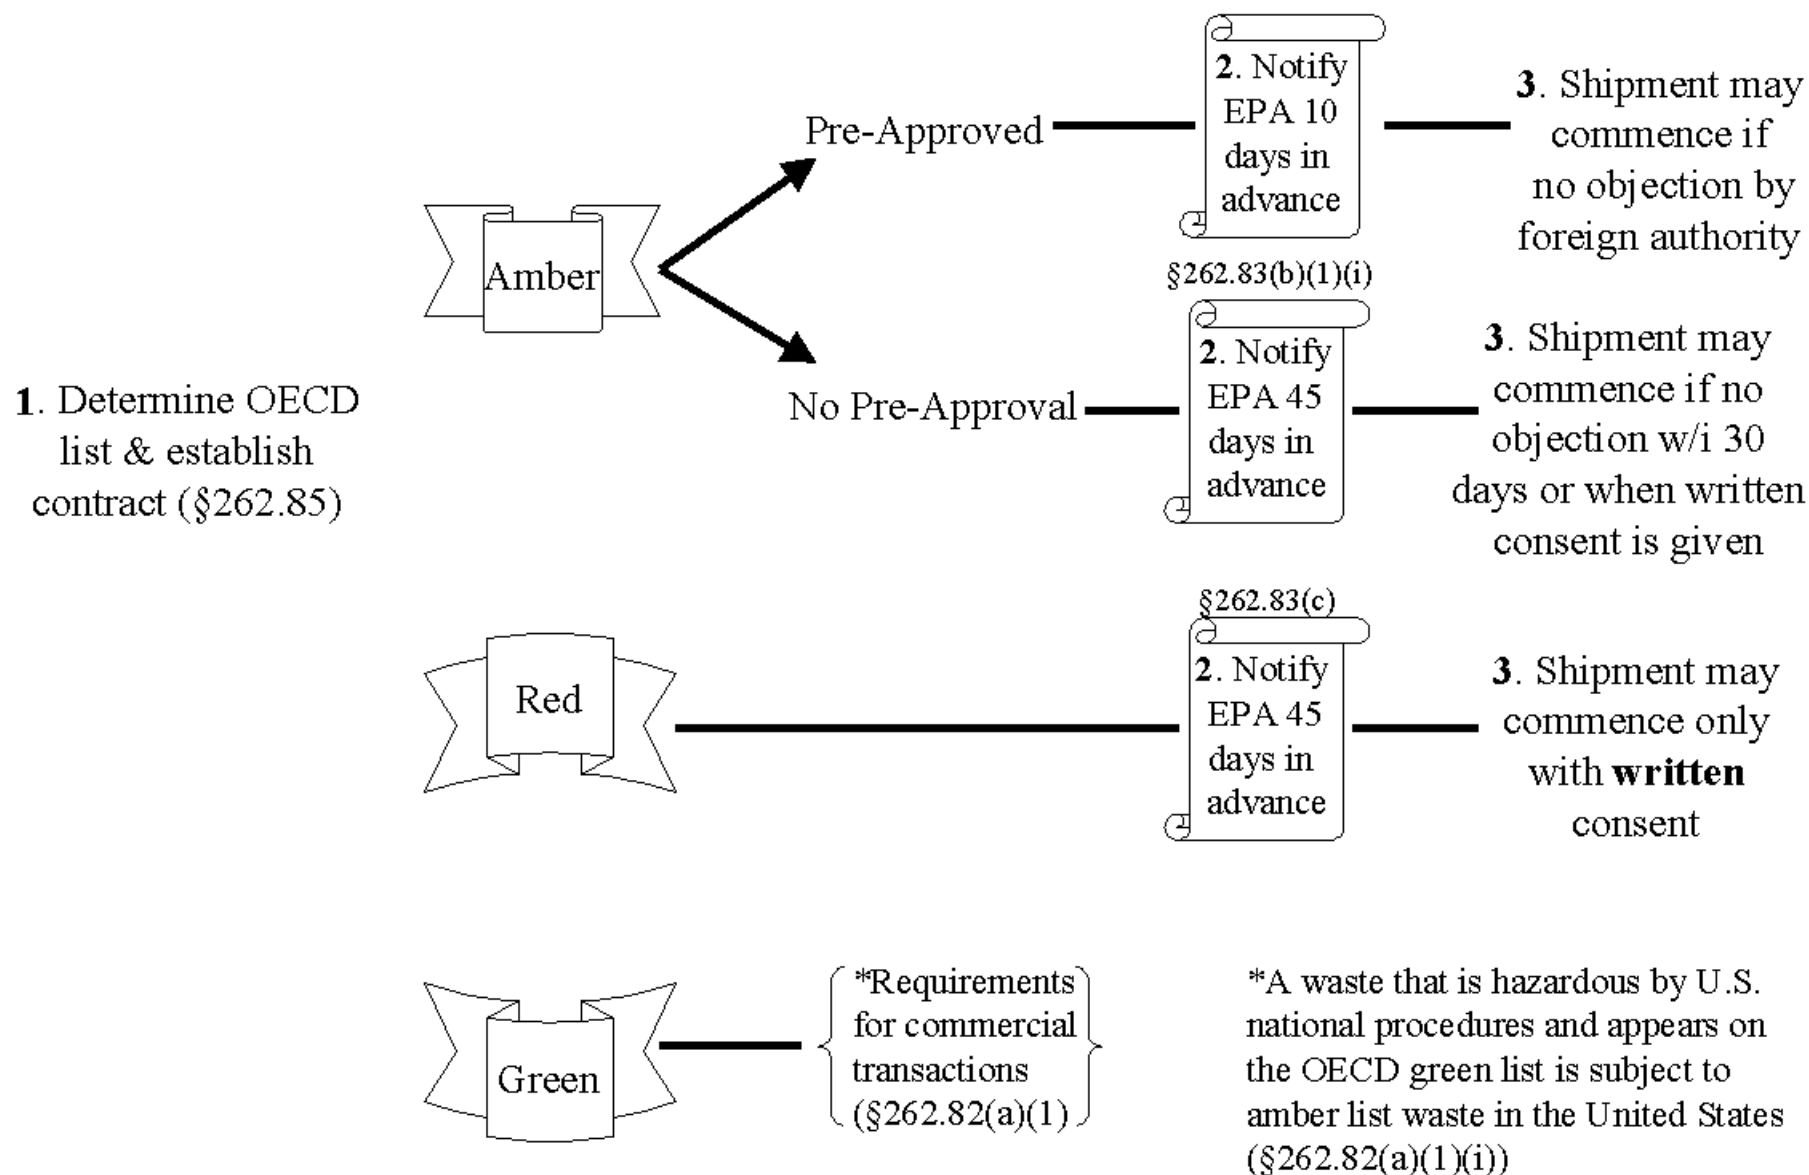 1. Determine OECD
list & establish
contract (§262.85)
Amber
Pre-Approved
2. Notify
EPA 10
days in
advance
§262.83(b)(1)(i)
3. Shipment may
commence if
no objection by
foreign authority
No Pre-Approval
2. Notify
EPA 45
days in
advance
3. Shipment may
commence if no
objection w/i 30
days or when written
consent is given
Red
§262.83(c)
2. Notify
EPA 45
days in
advance
3. Shipment may
commence only
with written
consent
Green
*Requirements
for commercial
transactions
(§262.82(a)(1)
*A waste that is hazardous by U.S.
national procedures and appears on
the OECD green list is subject to
amber list waste in the United States
(§262.82(a)(1)(i))